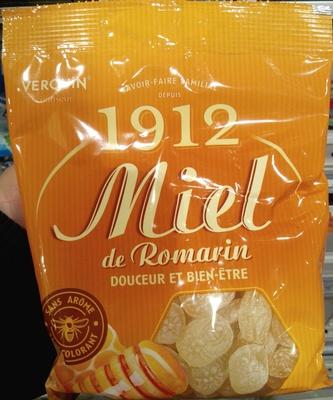 VERQUIN
SAVOIR-FAIRE FAMILIAL
DEPUIS
1912
Miel
de Romarin
DOUCEUR ET BIEN-ÊTRE
SANS ARÔME
COLORANT